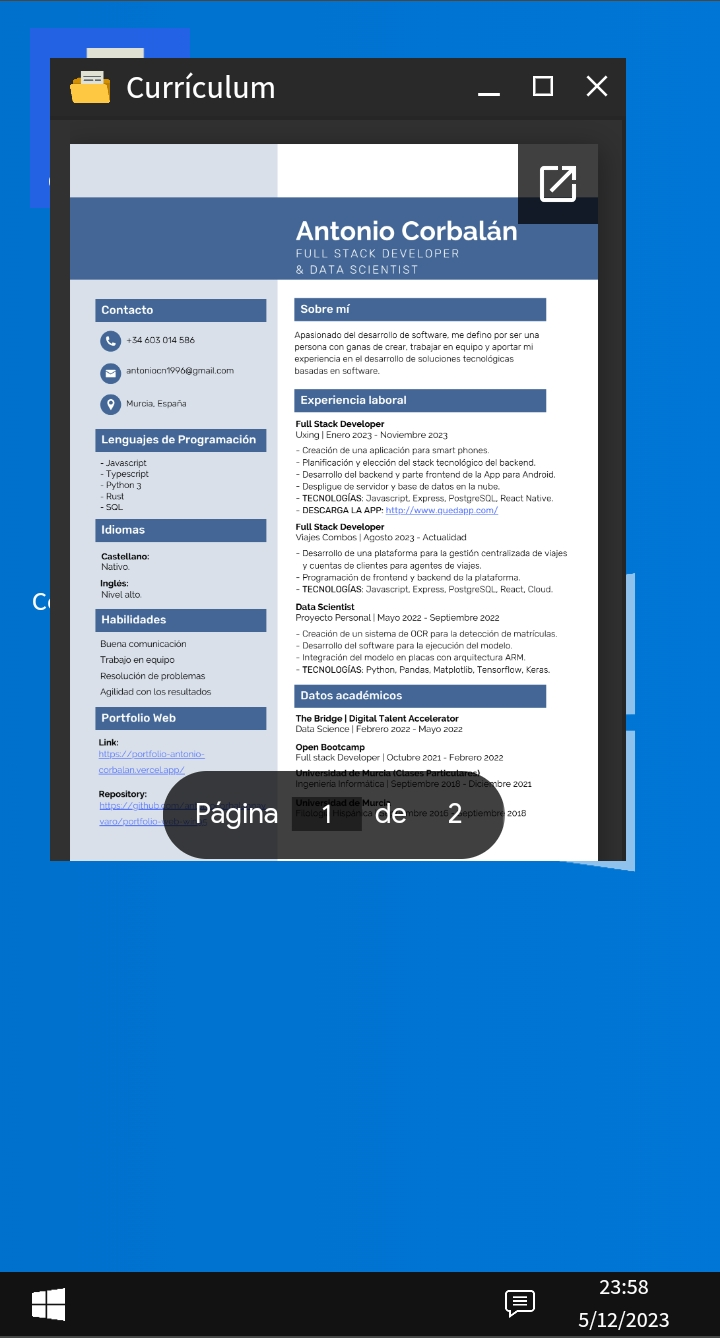 Currículum
Antonio Corbalán
FULL STACK DEVELOPER
& DATA SCIENTIST
Contacto
+34 603 014 586
antoniocn1996@gmail.com
Murcia, España
Lenguajes de Programación
- Javascript
- Typescript
- Python 3
- Rust
- SQL
Idiomas
Castellano:
Nativo.
Inglés:
Nivel alto.
Habilidades
Buena comunicación
Trabajo en equipo
Resolución de problemas
Agilidad con los resultados
Portfolio Web
Link:
https://portfolio-antonio-
corbalan.vercel.app/
Repository:
https://github.com/
varo/portfolio-web
Sobre mí
Apasionado del desarrollo de software, me defino por ser una
persona con ganas de crear, trabajar en equipo y aportar mi
experiencia en el desarrollo de soluciones tecnológicas
basadas en software.
Experiencia laboral
Full Stack Developer
Uxing | Enero 2023 - Noviembre 2023
- Creación de una aplicación para smart phones.
- Planificación y elección del stack tecnológico del backend.
- Desarrollo del backend y parte frontend de la App para Android.
- Despligue de servidor y base de datos en la nube.
- TECNOLOGÍAS: Javascript, Express, PostgreSQL, React Native.
- DESCARGA LA APP: http://www.quedapp.com/
Full Stack Developer
Viajes Combos | Agosto 2023 - Actualidad
- Desarrollo de una plataforma para la gestión centralizada de viajes
y cuentas de clientes para agentes de viajes.
- Programación de frontend y backend de la plataforma.
- TECNOLOGÍAS: Javascript, Express, PostgreSQL, React, Cloud.
Data Scientist
Proyecto Personal | Mayo 2022 - Septiembre 2022
- Creación de un sistema de OCR para la detección de matrículas.
- Desarrollo del software para la ejecución del modelo.
- Integración del modelo en placas con arquitectura ARM.
- TECNOLOGÍAS: Python, Pandas, Matplotlib, Tensorflow, Keras.
Datos académicos
The Bridge | Digital Talent Accelerator
Data Science | Febrero 2022 - Mayo 2022
Open Bootcamp
Full stack Developer | Octubre 2021 - Febrero 2022
Universidad de Murcia (Clases Particulares)
Ingeniería Informática | Septiembre 2018 - Diciembre 2021
Universidad de Murcia
Filología Hispánica 2016 septiembre 2018
Página 1 de 2
23:58
5/12/2023